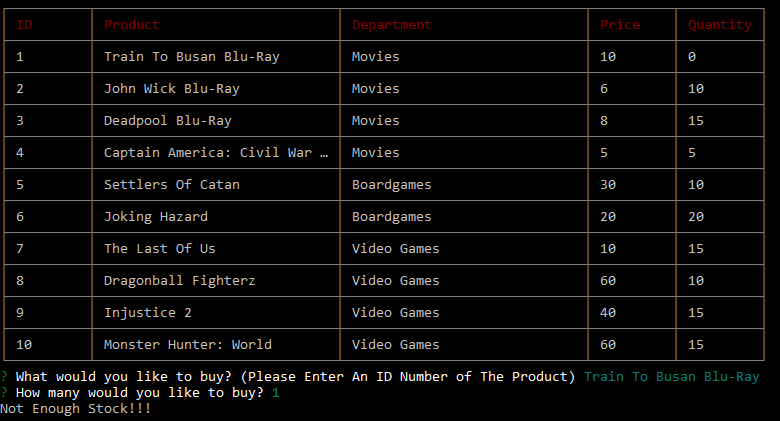 ID Product Department Price Quantity
1 Train To Busan Blu-Ray Movies 10 0
2 John Wick Blu-Ray Movies 6 10
3 Deadpool Blu-Ray Movies 8 15
4 Captain America: Civil War … Movies 5 5
5 Settlers Of Catan Boardgames 30 10
6 Joking Hazard Boardgames 20 20
7 The Last Of Us Video Games 10 15
8 Dragonball Fighterz Video Games 60 10
9 Injustice 2 Video Games 40 15
10 Monster Hunter: World Video Games 60 15
? What would you like to buy? (Please Enter An ID Number of The Product) Train To Busan Blu-Ray
? How many would you like to buy? 1
Not Enough Stock!!!